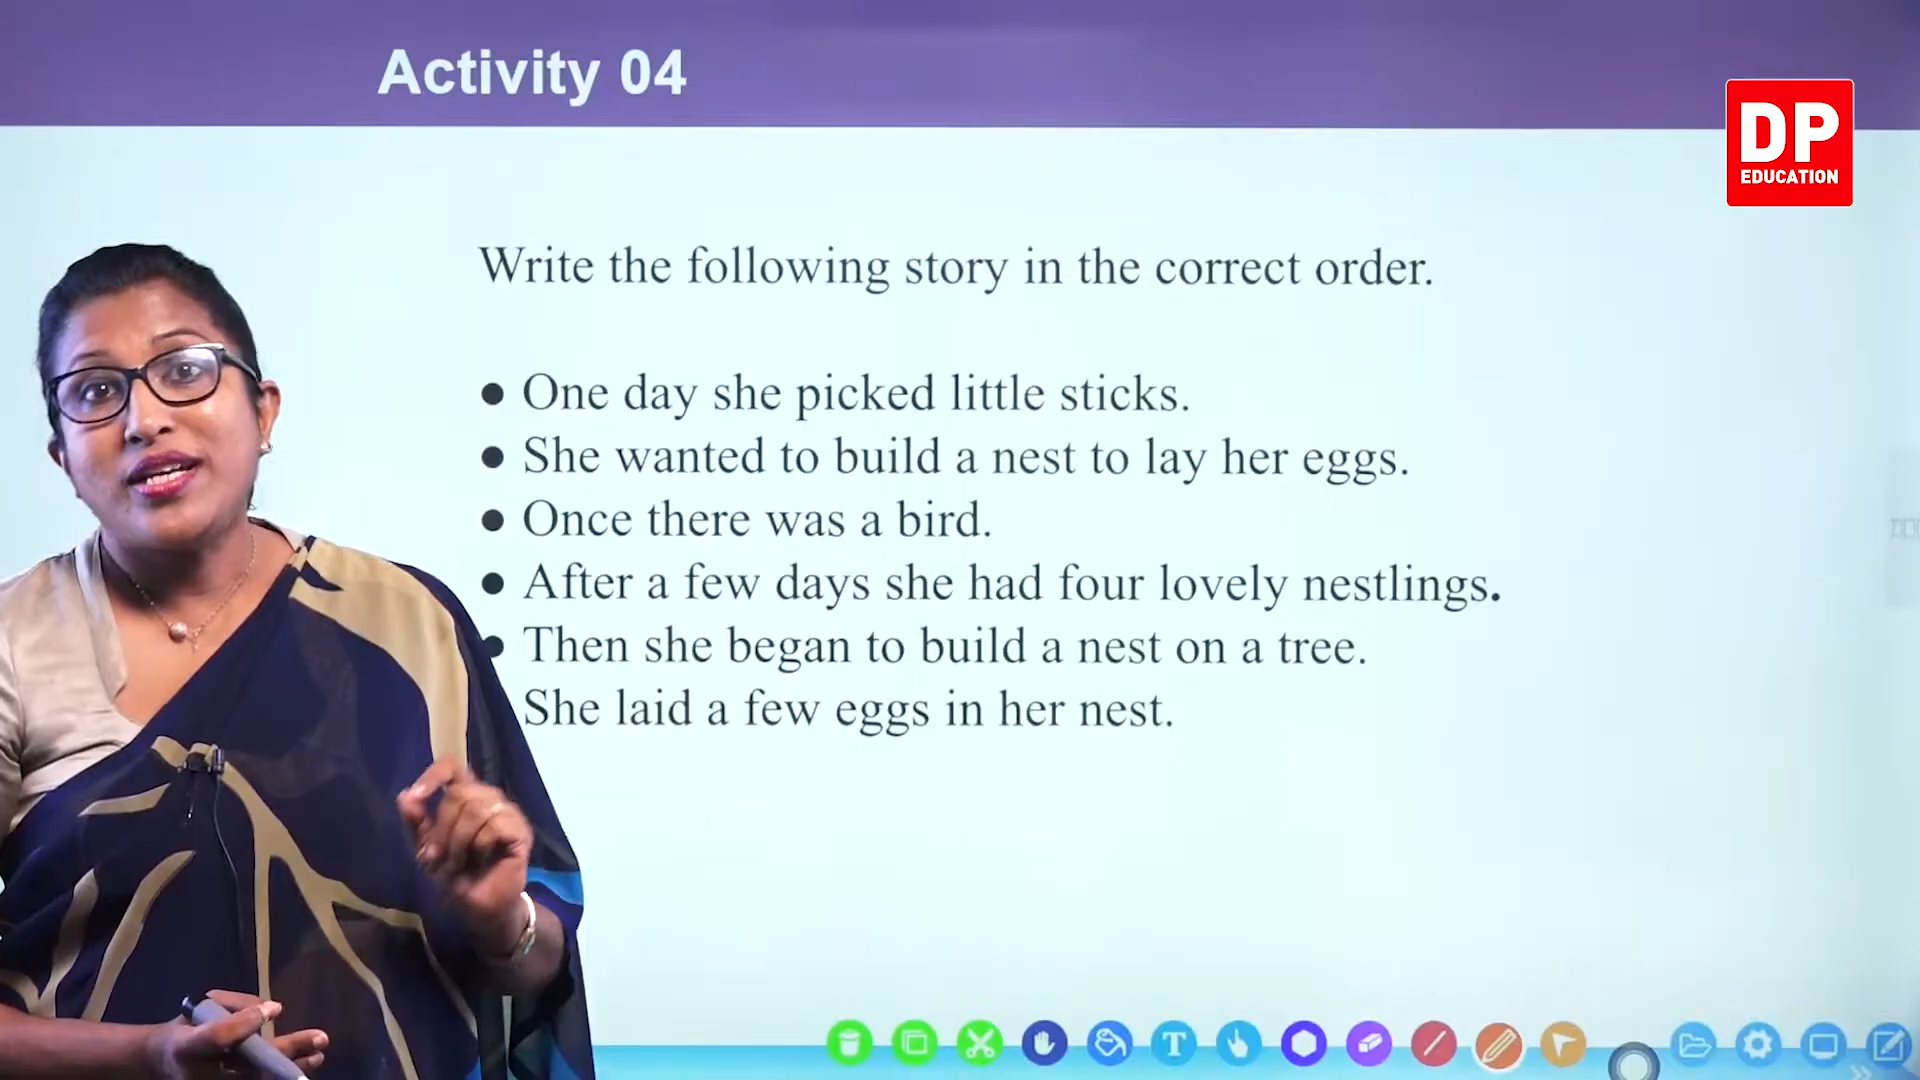 Activity 04
DP
EDUCATION
Write the following story in the correct order.
● One day she picked little sticks.
● She wanted to build a nest to lay her eggs.
● Once there was a bird.
● After a few days she had four lovely nestlings.
● Then she began to build a nest on a tree.
She laid a few eggs in her nest.